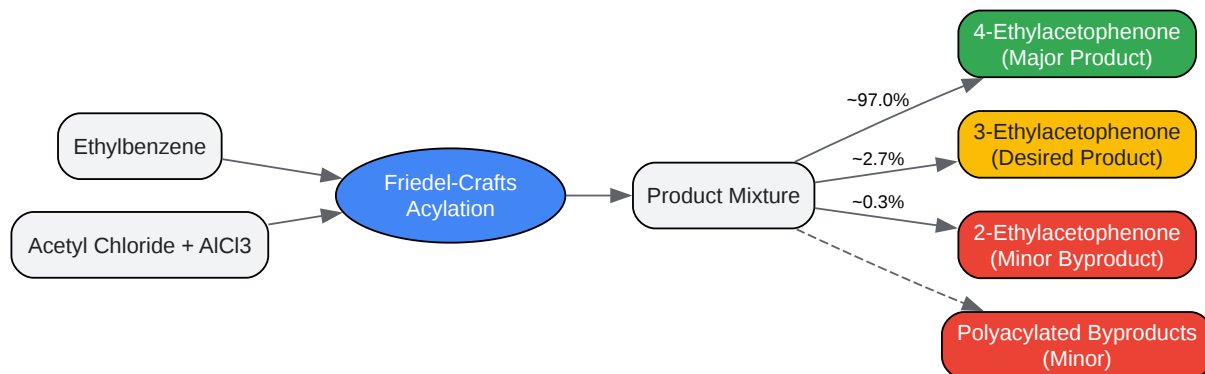 Ethylbenzene
Acetyl Chloride + AlCl3
Friedel-Crafts
Acylation
Product Mixture
~97.0%
~2.7%
~0.3%
4-Ethylacetophenone
(Major Product)
3-Ethylacetophenone
(Desired Product)
2-Ethylacetophenone
(Minor Byproduct)
Polyacylated Byproducts
(Minor)